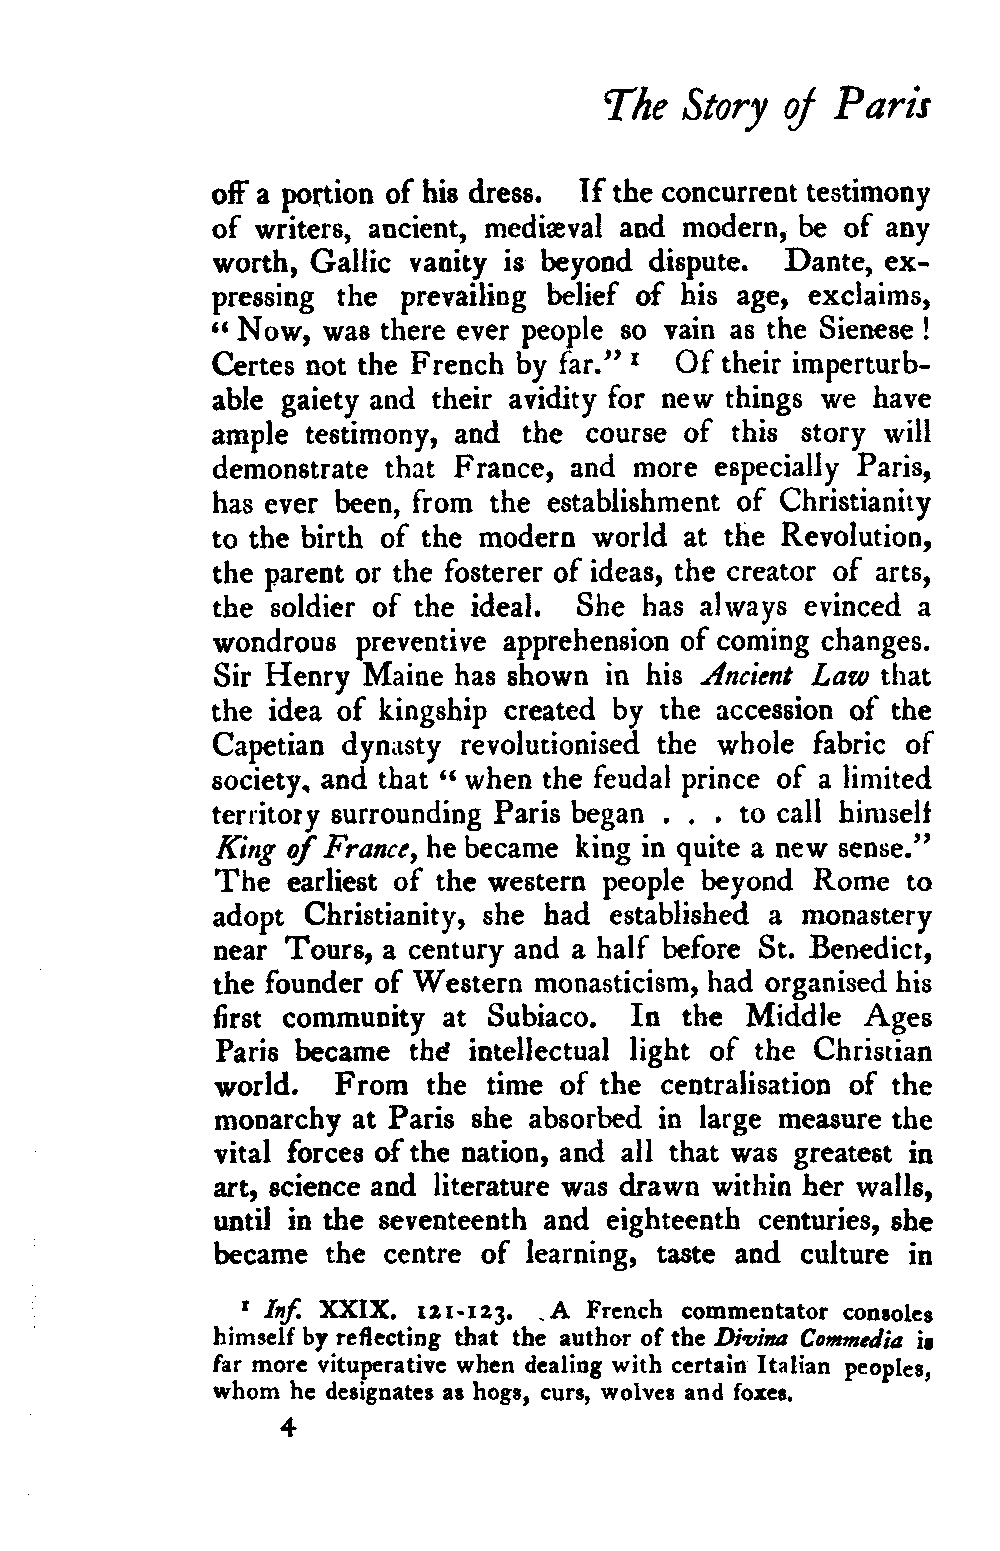 The Story of Paris
off a portion of his dress. If the concurrent testimony
of writers, ancient, mediæval and modern, be of any
worth, Gallic vanity is beyond dispute. Dante, ex-
pressing the prevailing belief of his age, exclaims,
“ Now, was there ever people so vain as the Sienese !
Certes not the French by far.” ¹ Of their imperturb-
able gaiety and their avidity for new things we have
ample testimony, and the course of this story will
demonstrate that France, and more especially Paris,
has ever been, from the establishment of Christianity
to the birth of the modern world at the Revolution,
the parent or the fosterer of ideas, the creator of arts,
the soldier of the ideal. She has always evinced a
wondrous preventive apprehension of coming changes.
Sir Henry Maine has shown in his Ancient Law that
the idea of kingship created by the accession of the
Capetian dynasty revolutionised the whole fabric of
society, and that “ when the feudal prince of a limited
territory surrounding Paris began . . . to call himself
King of France, he became king in quite a new sense.”
The earliest of the western people beyond Rome to
adopt Christianity, she had established a monastery
near Tours, a century and a half before St. Benedict,
the founder of Western monasticism, had organised his
first community at Subiaco. In the Middle Ages
Paris became the intellectual light of the Christian
world. From the time of the centralisation of the
monarchy at Paris she absorbed in large measure the
vital forces of the nation, and all that was greatest in
art, science and literature was drawn within her walls,
until in the seventeenth and eighteenth centuries, she
became the centre of learning, taste and culture in
¹ Inf. XXIX. 121-123. A French commentator consoles
himself by reflecting that the author of the Divina Commedia is
far more vituperative when dealing with certain Italian peoples,
whom he designates as hogs, curs, wolves and foxes.
4